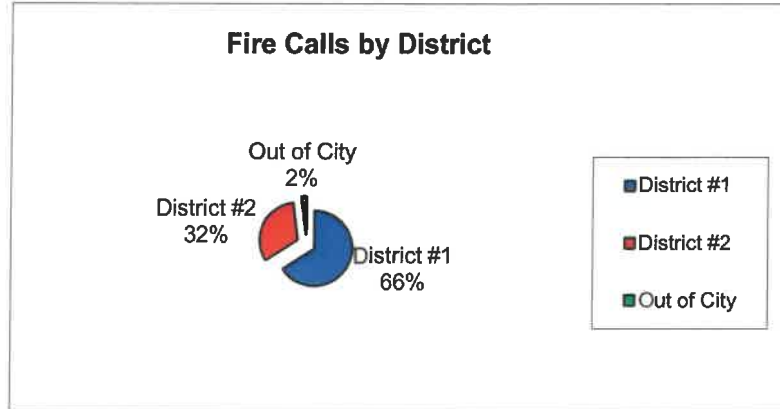 Fire Calls by District
Out of City
2%
District #2
32%
District #1
66%
District #1
District #2
Out of City